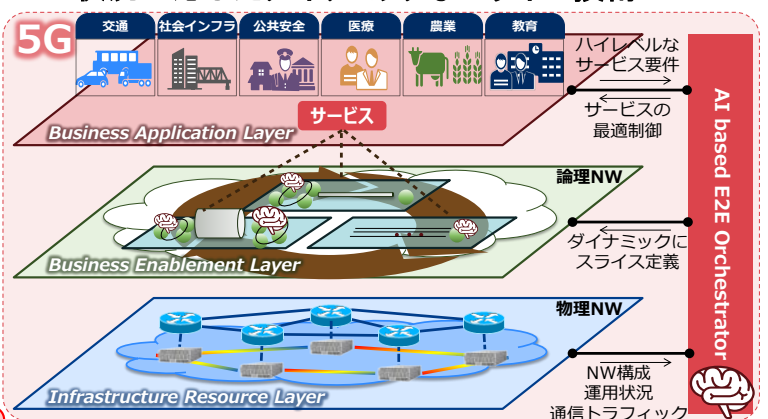 5G
交通
社会インフラ
公共安全
医療
農業
教育
ハイレベルな
サービス要件
サービスの
最適制御
サービス
Business Application Layer
論理NW
ダイナミックに
スライス定義
Business Enablement Layer
物理NW
NW構成
運用状況
通信トラフィック
Infrastructure Resource Layer
AI based E2E Orchestrator